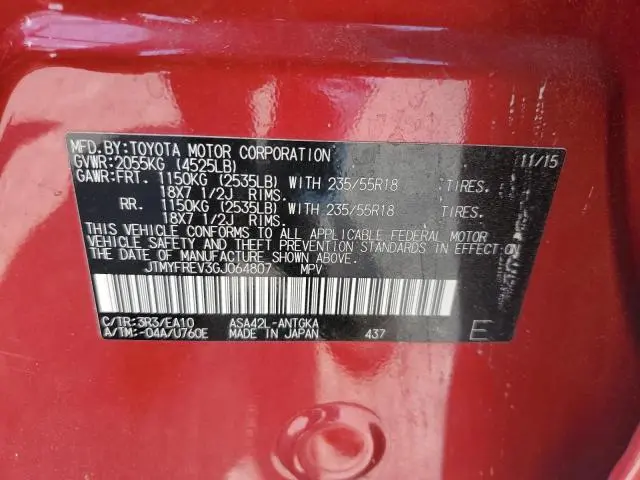 MFD.BY:TOYOTA MOTOR CORPORATION 11/15
GVWR:2055KG (4525LB)
GAWR:FRT. 1150KG (2535LB) WITH 235/55R18 TIRES.
18X7 1/2J RIMS.
RR. 1150KG (2535LB) WITH 235/55R18 TIRES.
18X7 1/2J RIMS.
THIS VEHICLE CONFORMS TO ALL APPLICABLE FEDERAL MOTOR
VEHICLE SAFETY AND THEFT PREVENTION STANDARDS IN EFFECT ON
THE DATE OF MANUFACTURE SHOWN ABOVE.
JTMYFREV3GJ064807 MPV
C/TR:3R3/EA10 ASA42L-ANTGKA
A/TM:-04A/U760E MADE IN JAPAN 437 E